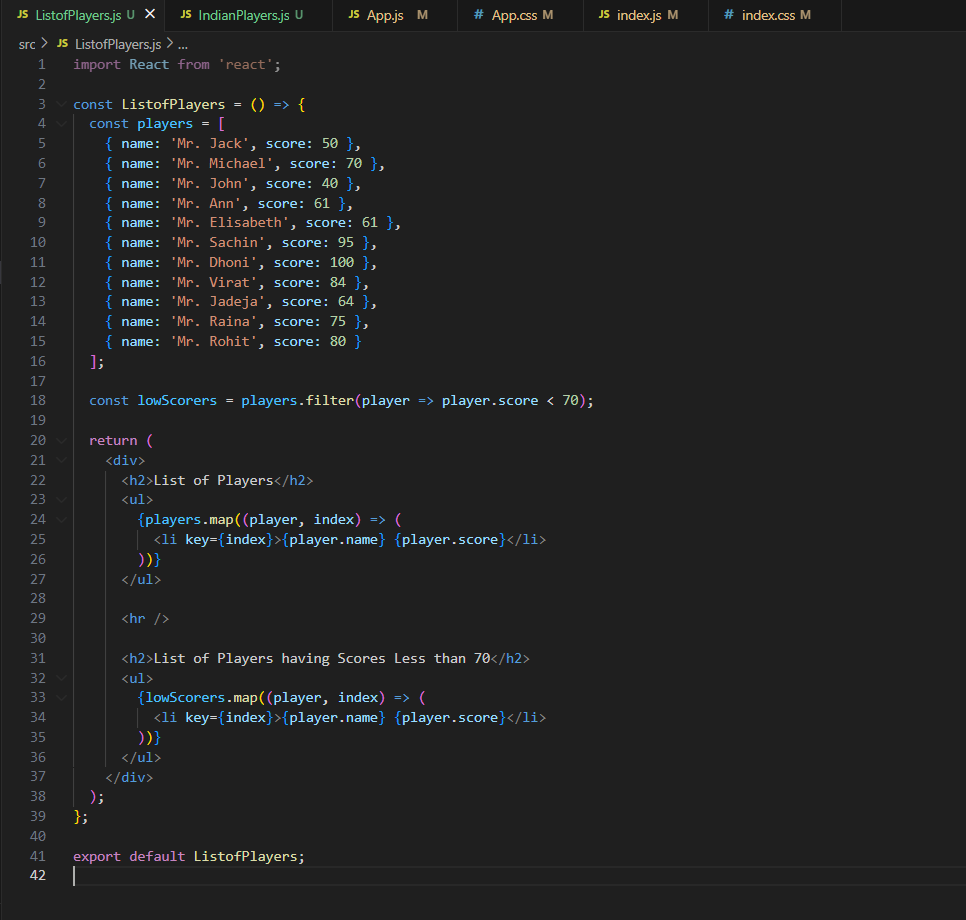 JS ListofPlayers.js U × JS IndianPlayers.js U JS App.js M # App.css M JS index.js M # index.css M
src > JS ListofPlayers.js > ...
1 import React from 'react';
2
3 const ListofPlayers = () => {
4   const players = [
5     { name: 'Mr. Jack', score: 50 },
6     { name: 'Mr. Michael', score: 70 },
7     { name: 'Mr. John', score: 40 },
8     { name: 'Mr. Ann', score: 61 },
9     { name: 'Mr. Elisabeth', score: 61 },
10     { name: 'Mr. Sachin', score: 95 },
11     { name: 'Mr. Dhoni', score: 100 },
12     { name: 'Mr. Virat', score: 84 },
13     { name: 'Mr. Jadeja', score: 64 },
14     { name: 'Mr. Raina', score: 75 },
15     { name: 'Mr. Rohit', score: 80 }
16   ];
17
18   const lowScorers = players.filter(player => player.score < 70);
19
20   return (
21     <div>
22       <h2>List of Players</h2>
23       <ul>
24         {players.map((player, index) => (
25           <li key={index}>{player.name} {player.score}</li>
26         ))}
27       </ul>
28
29       <hr />
30
31       <h2>List of Players having Scores Less than 70</h2>
32       <ul>
33         {lowScorers.map((player, index) => (
34           <li key={index}>{player.name} {player.score}</li>
35         ))}
36       </ul>
37     </div>
38   );
39 };
40
41 export default ListofPlayers;
42